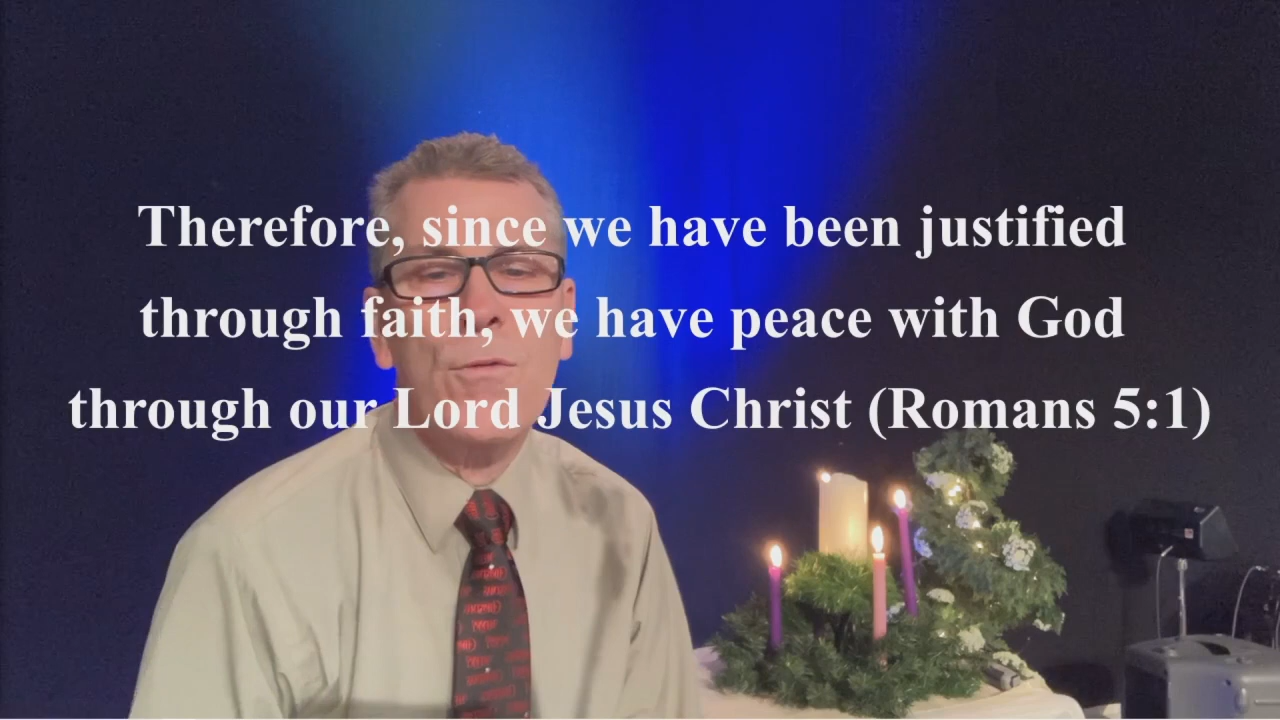 Therefore, since we have been justified
through faith, we have peace with God
through our Lord Jesus Christ (Romans 5:1)